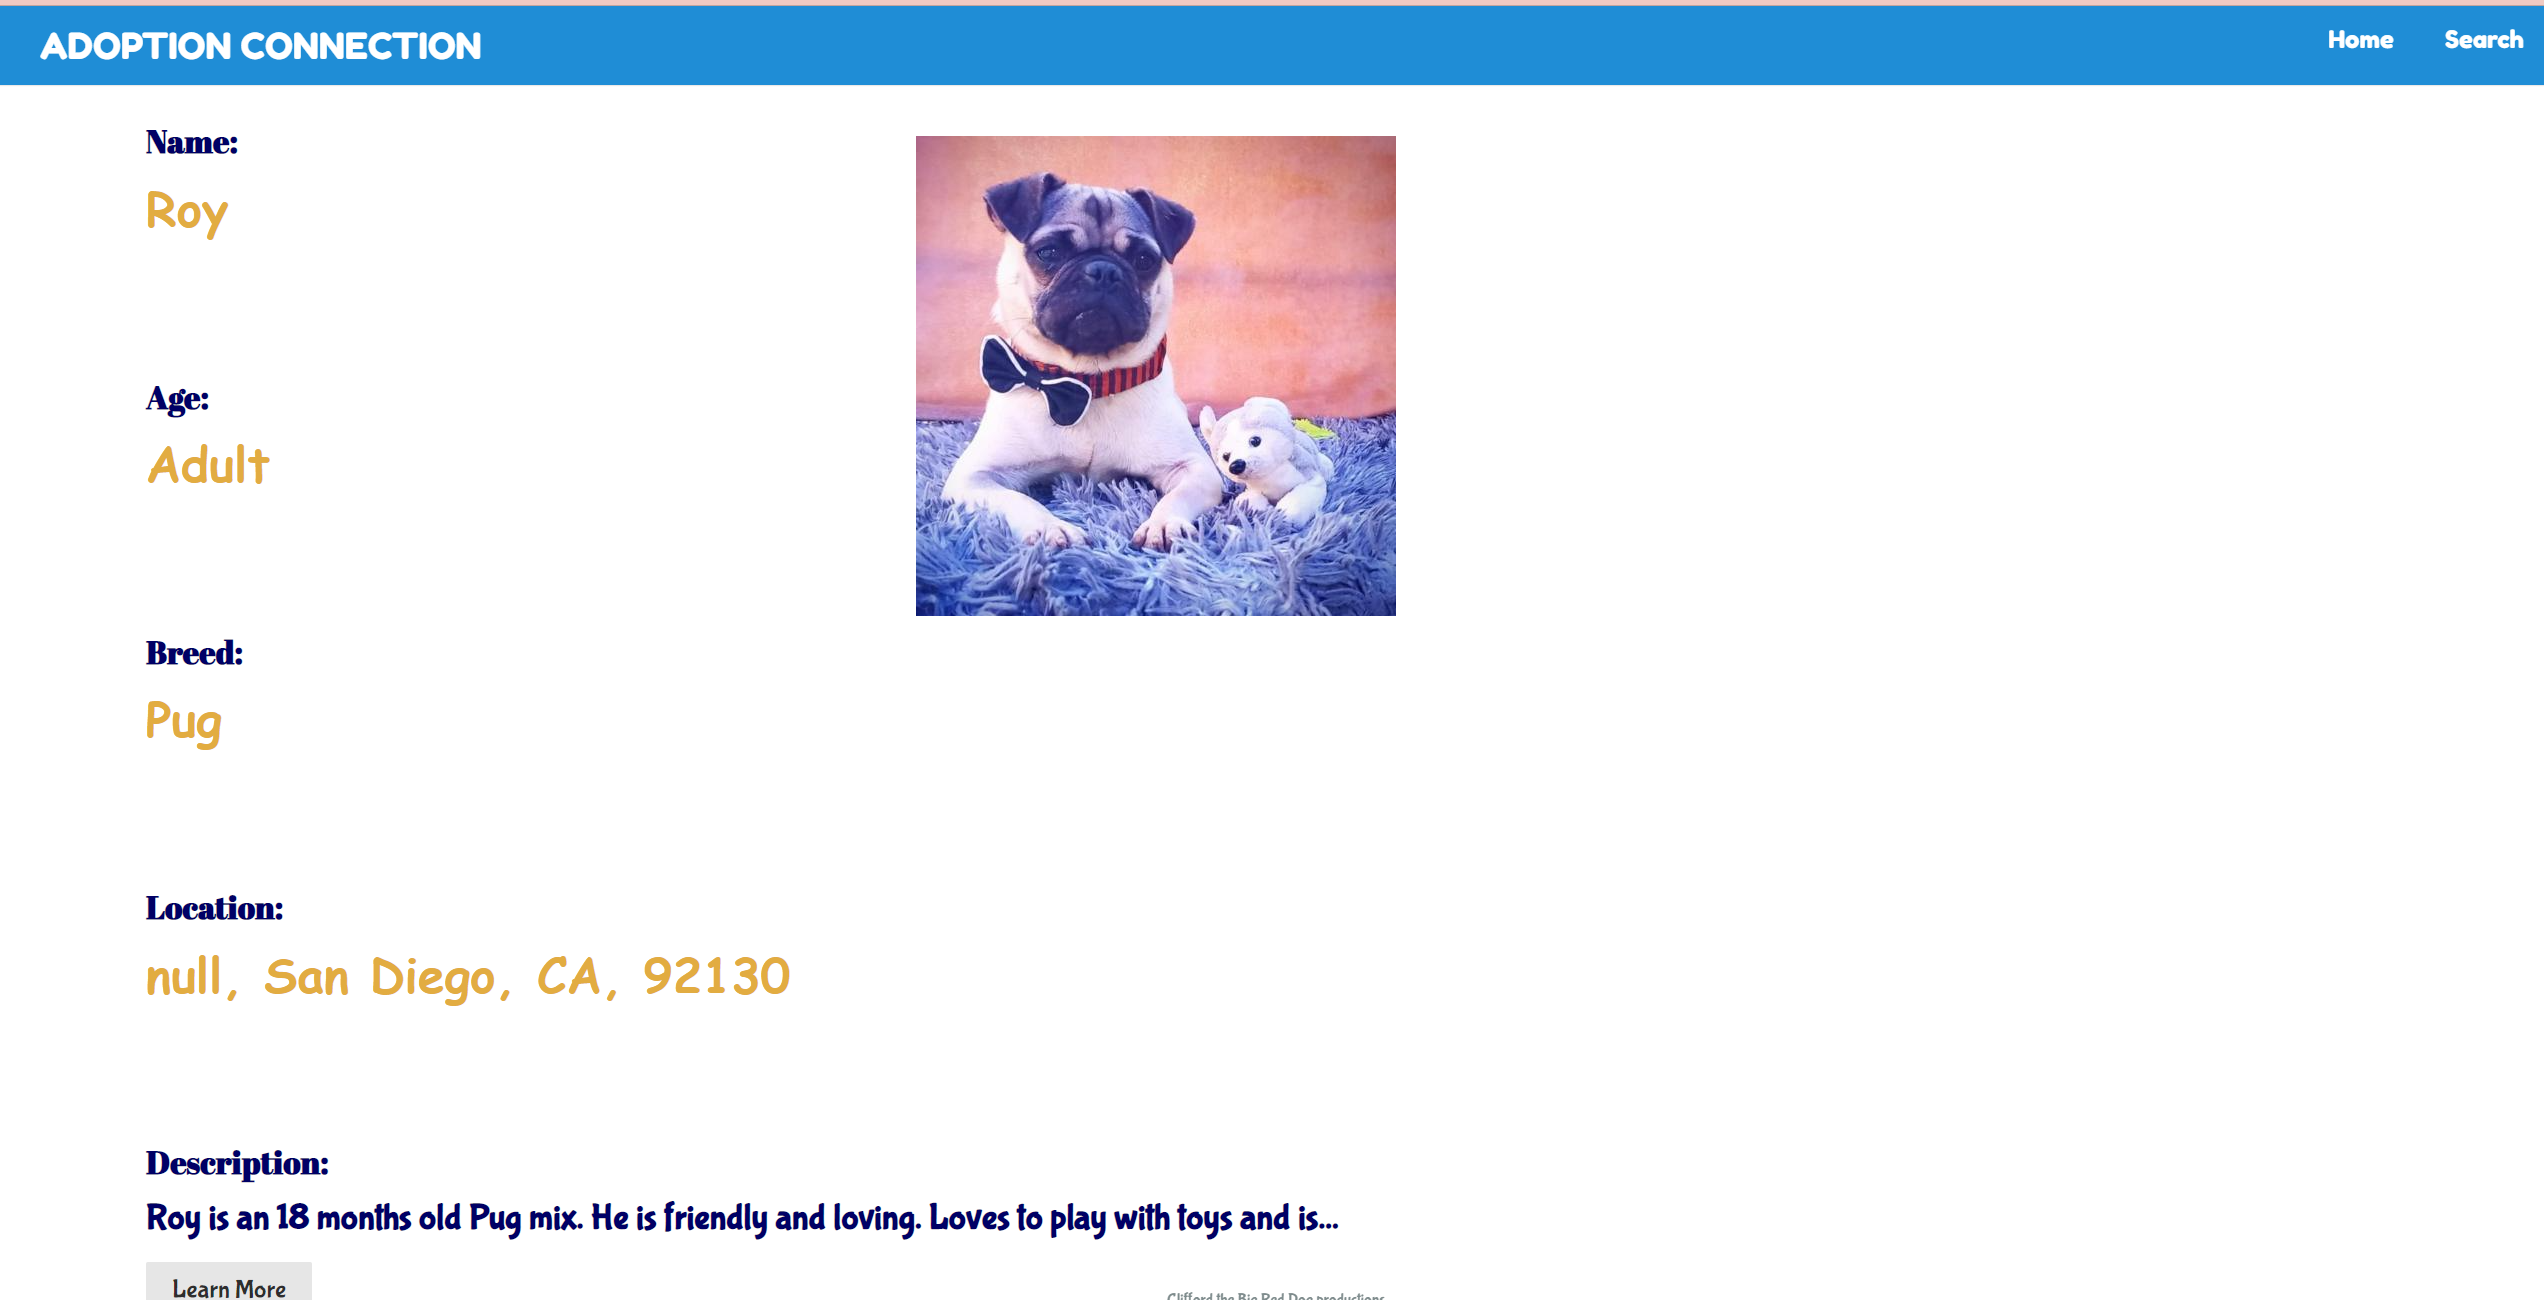 ADOPTION CONNECTION
Home
Search
Name:
Roy
Age:
Adult
Breed:
Pug
Location:
null, San Diego, CA, 92130
Description:
Roy is an 18 months old Pug mix. He is friendly and loving. Loves to play with toys and is...
Learn More
Clifford the Big Red Dog productions